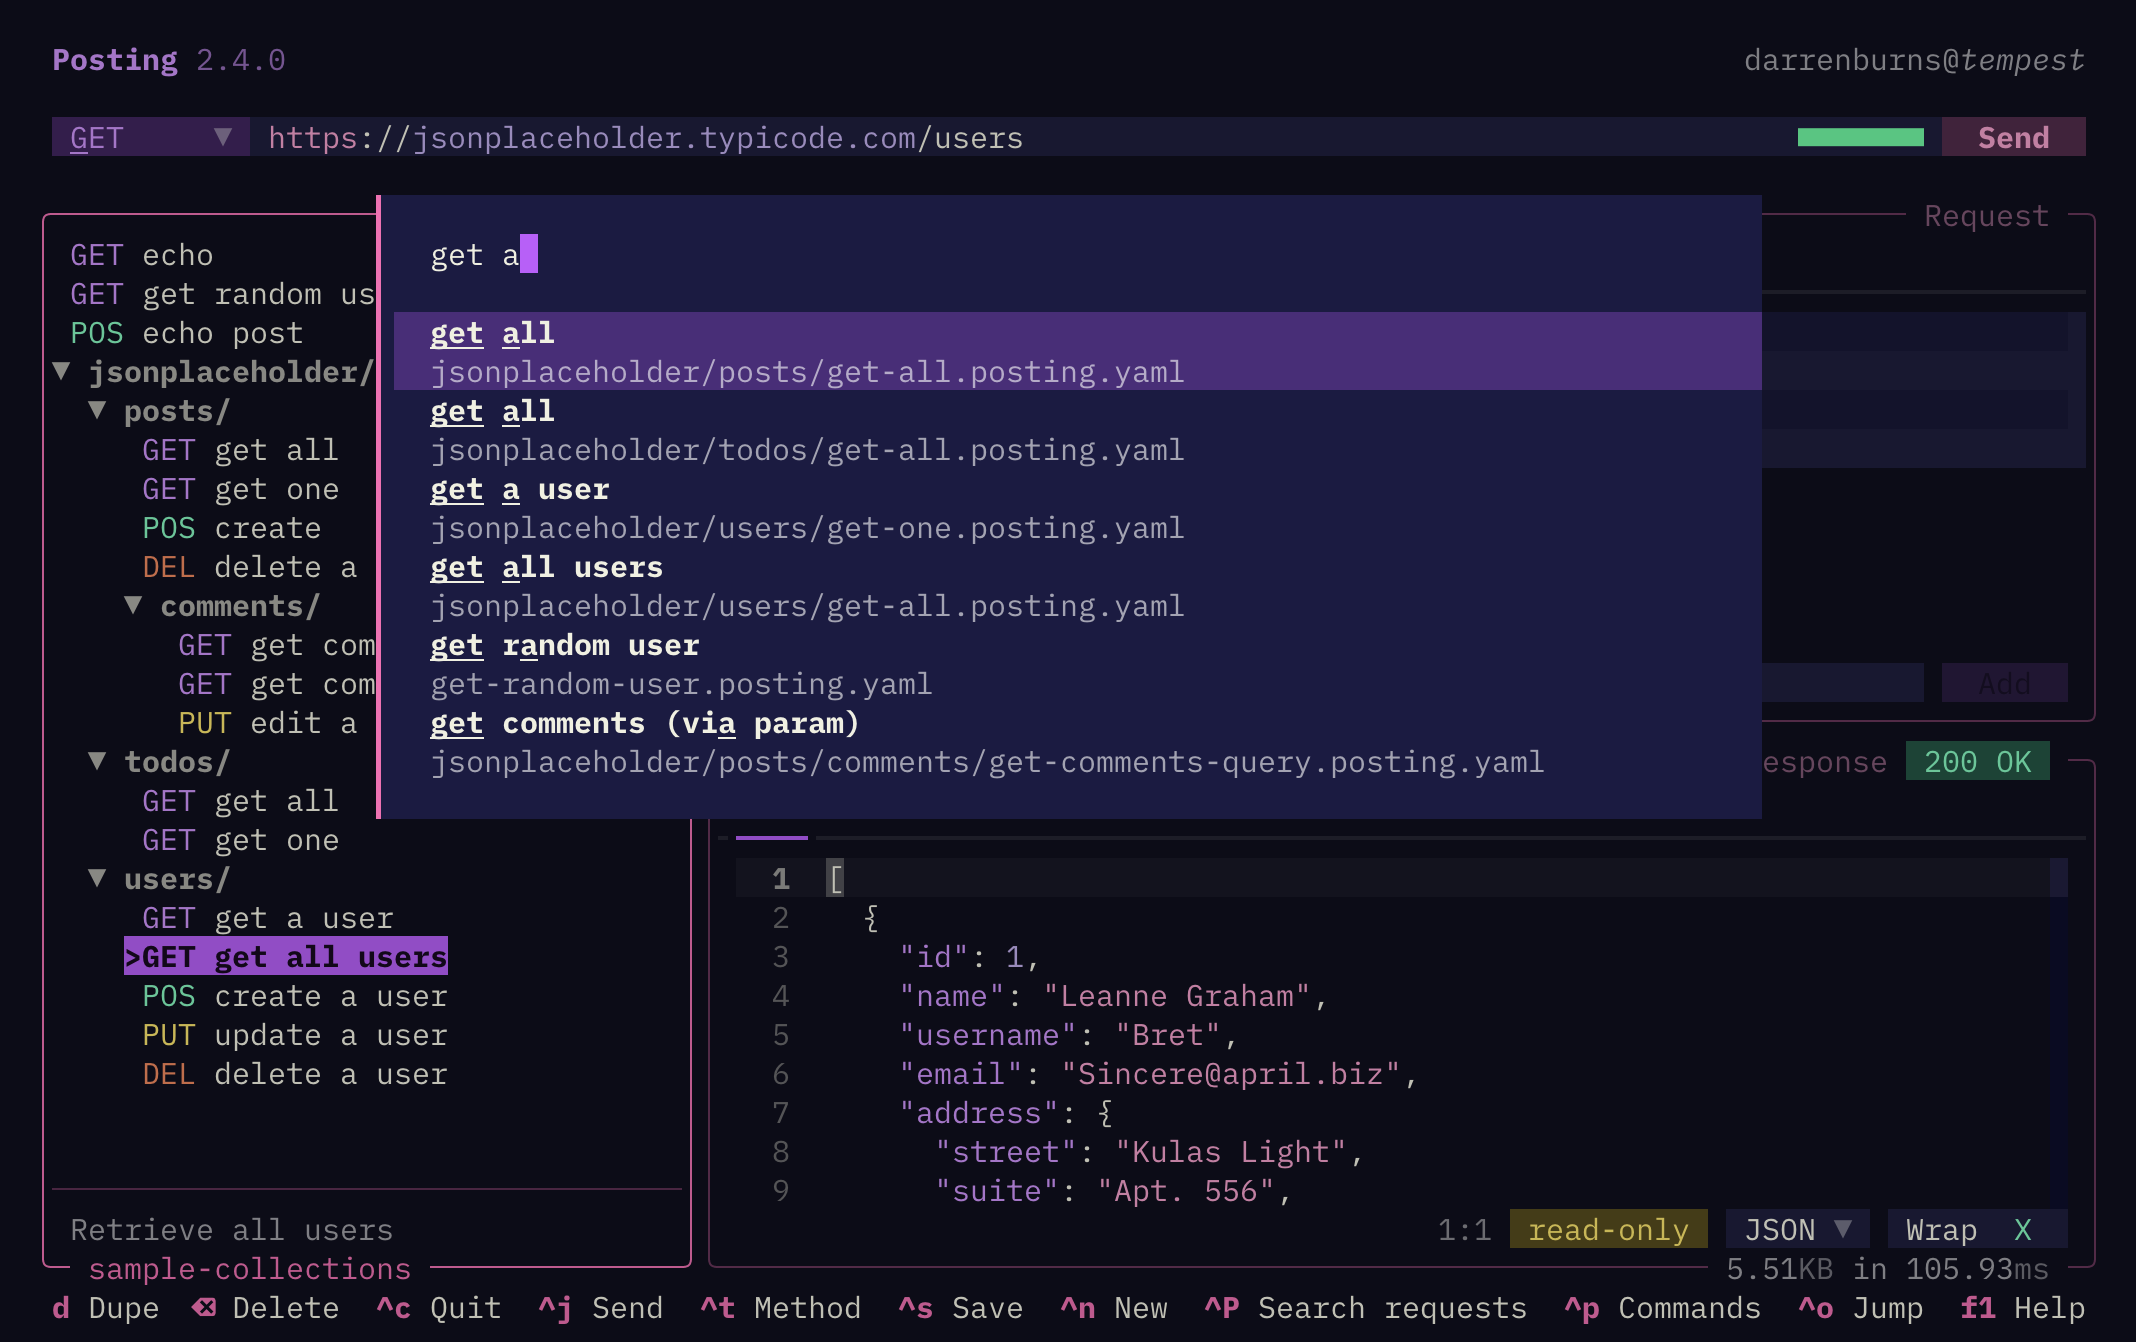 Posting 2.4.0
darrenburns@tempest
GET ▼ https://jsonplaceholder.typicode.com/users
Send
Request
get a
get all
jsonplaceholder/posts/get-all.posting.yaml
get all
jsonplaceholder/todos/get-all.posting.yaml
get a user
jsonplaceholder/users/get-one.posting.yaml
get all users
jsonplaceholder/users/get-all.posting.yaml
get random user
get-random-user.posting.yaml
get comments (via param)
jsonplaceholder/posts/comments/get-comments-query.posting.yaml
GET echo
GET get random us
POS echo post
▼ jsonplaceholder/
▼ posts/
GET get all
GET get one
POS create
DEL delete a
▼ comments/
GET get com
GET get com
PUT edit a
▼ todos/
GET get all
GET get one
▼ users/
GET get a user
>GET get all users
POS create a user
PUT update a user
DEL delete a user
Retrieve all users
sample-collections
Add
esponse 200 OK
1 [
2 {
3 "id": 1,
4 "name": "Leanne Graham",
5 "username": "Bret",
6 "email": "Sincere@april.biz",
7 "address": {
8 "street": "Kulas Light",
9 "suite": "Apt. 556",
1:1 read-only JSON ▼ Wrap X
5.51KB in 105.93ms
d Dupe ⌫ Delete ^c Quit ^j Send ^t Method ^s Save ^n New ^P Search requests ^p Commands ^o Jump f1 Help